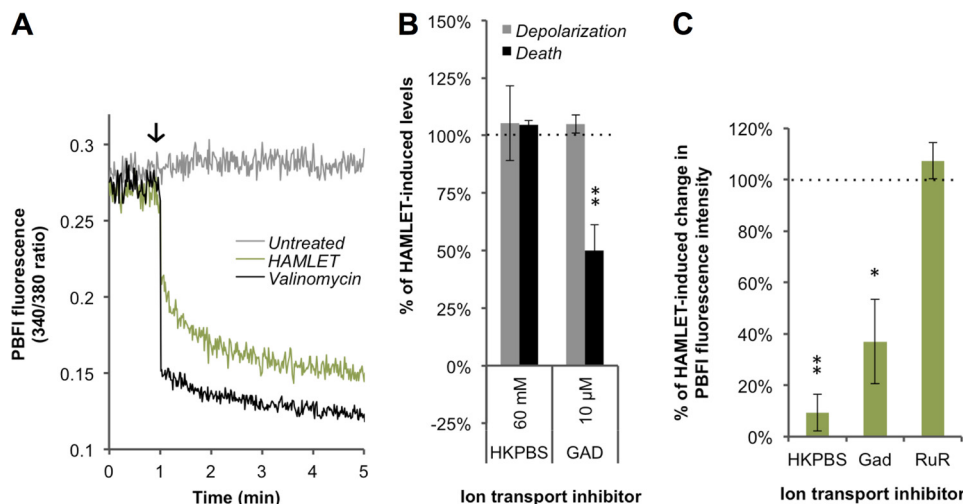 A
PBFI fluorescence
(340/380 ratio)
0.3
0.25
0.2
0.15
0.1
0 1 2 3 4 5
Time (min)
Untreated
HAMLET
Valinomycin
B
% of HAMLET-induced levels
150%
125%
100%
75%
50%
25%
0%
-25%
Depolarization
Death
**
60 mM
10 µM
HKPBS
GAD
Ion transport inhibitor
C
% of HAMLET-induced change in
PBFI fluorescence intensity
120%
100%
80%
60%
40%
20%
0%
**
*
HKPBS Gad RuR
Ion transport inhibitor